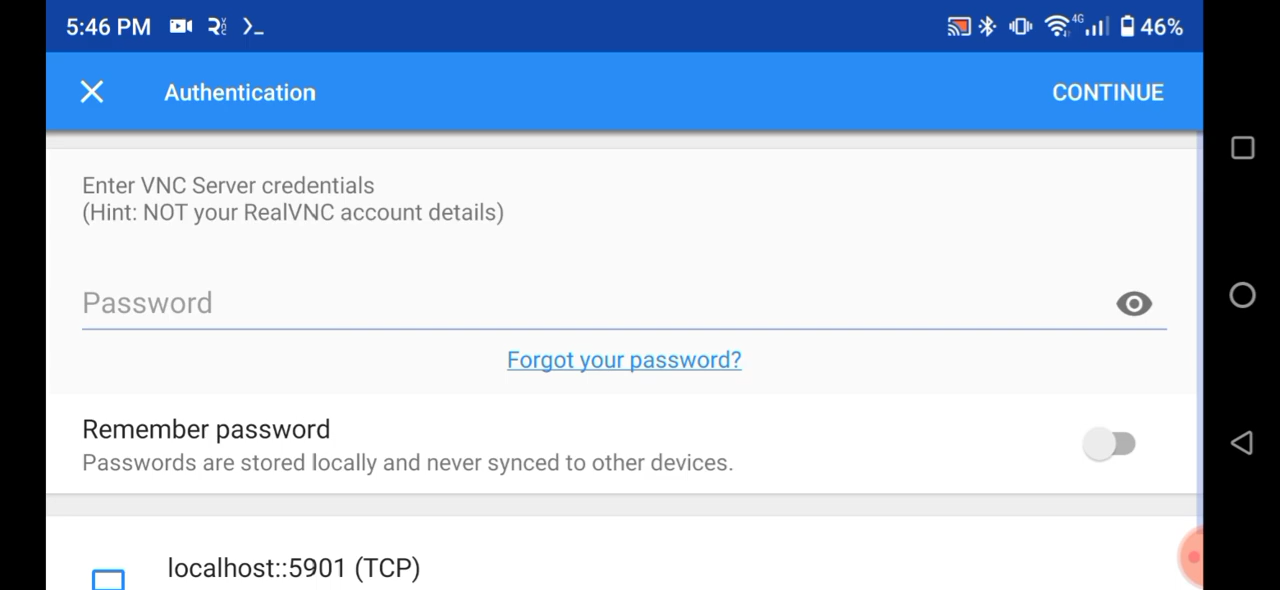 5:46 PM 4G 46%
Authentication CONTINUE
Enter VNC Server credentials
(Hint: NOT your RealVNC account details)
Password
Forgot your password?
Remember password
Passwords are stored locally and never synced to other devices.
localhost::5901 (TCP)